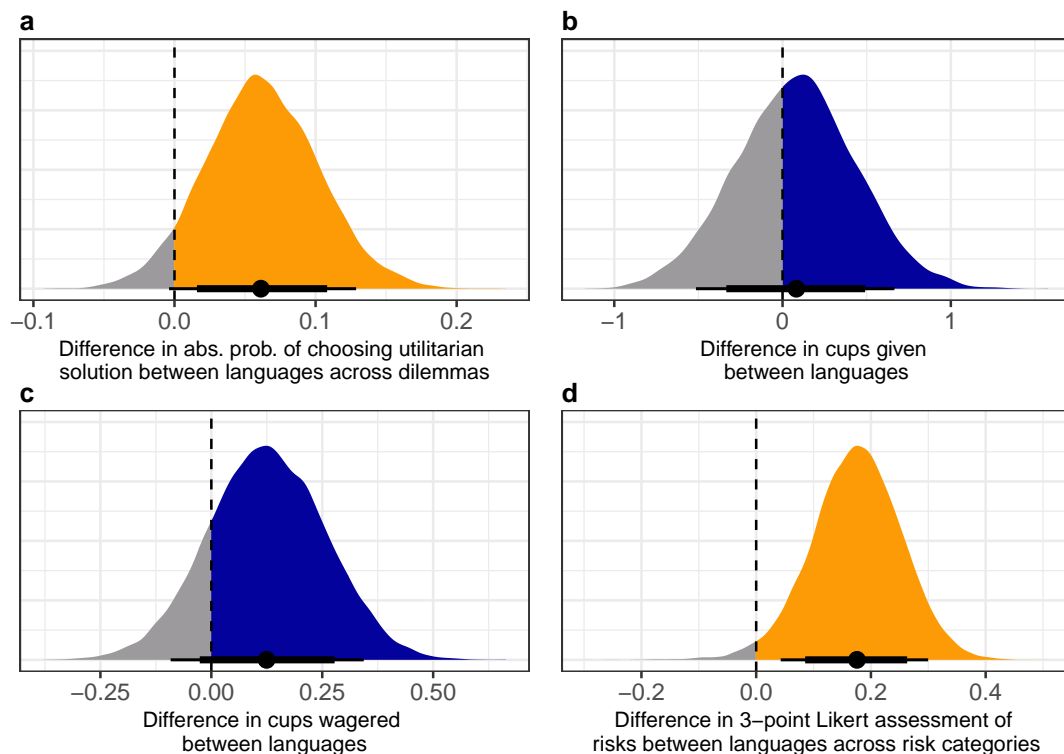 a
−0.1 0.0 0.1 0.2
Difference in abs. prob. of choosing utilitarian
solution between languages across dilemmas
b
−1 0 1
Difference in cups given
between languages
c
−0.25 0.00 0.25 0.50
Difference in cups wagered
between languages
d
−0.2 0.0 0.2 0.4
Difference in 3−point Likert assessment of
risks between languages across risk categories